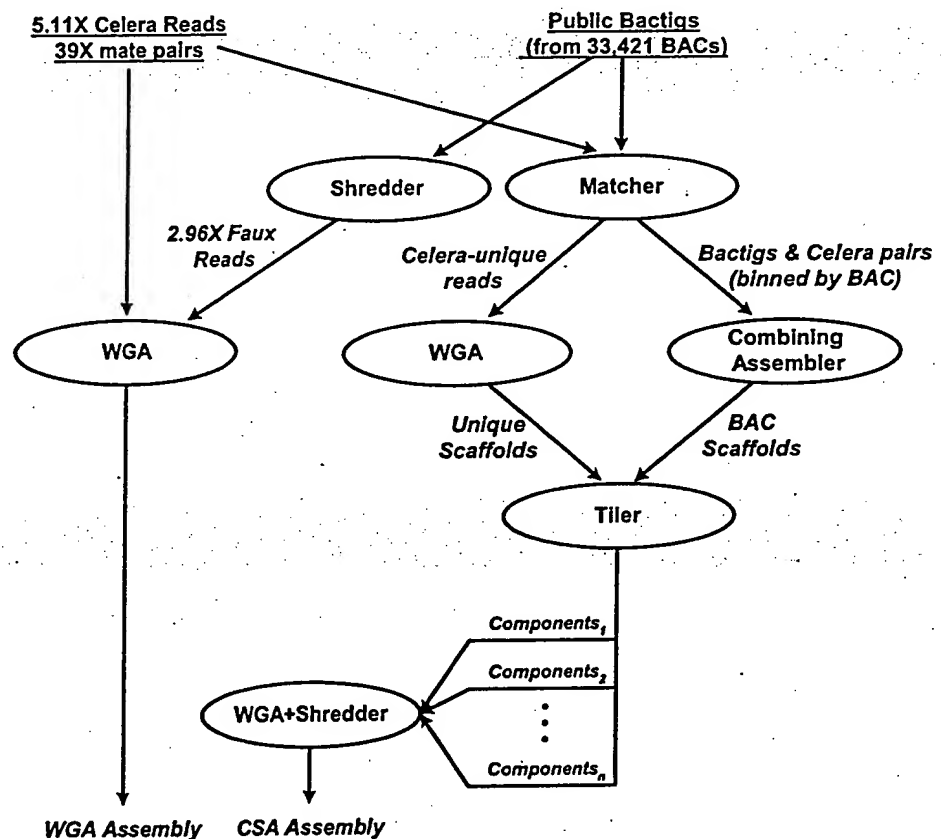 5.11X Celera Reads
39X mate pairs
Public Bactigs
(from 33,421 BACs)
Shredder
Matcher
2.96X Faux
Reads
Celera-unique
reads
Bactigs & Celera pairs
(binned by BAC)
WGA
WGA
Combining
Assembler
Unique
Scaffolds
BAC
Scaffolds
Tiler
Components1
Components2
WGA+Shredder
Componentsn
WGA Assembly
CSA Assembly